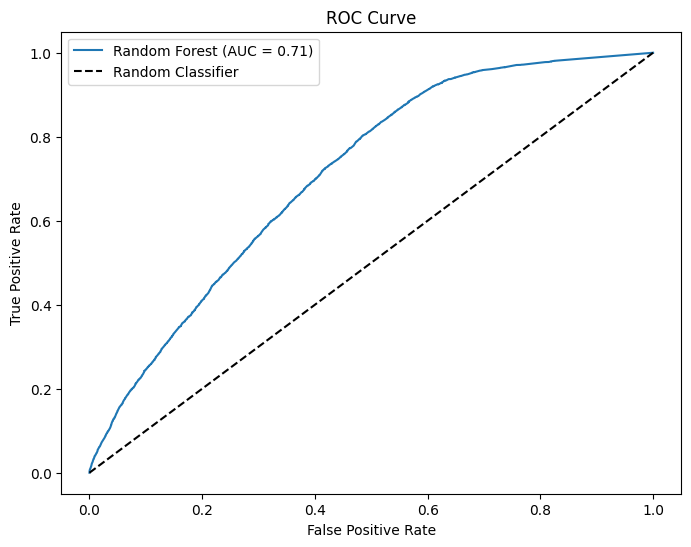 ROC Curve
Random Forest (AUC = 0.71)
Random Classifier
True Positive Rate
1.0
0.8
0.6
0.4
0.2
0.0
0.0 0.2 0.4 0.6 0.8 1.0
False Positive Rate